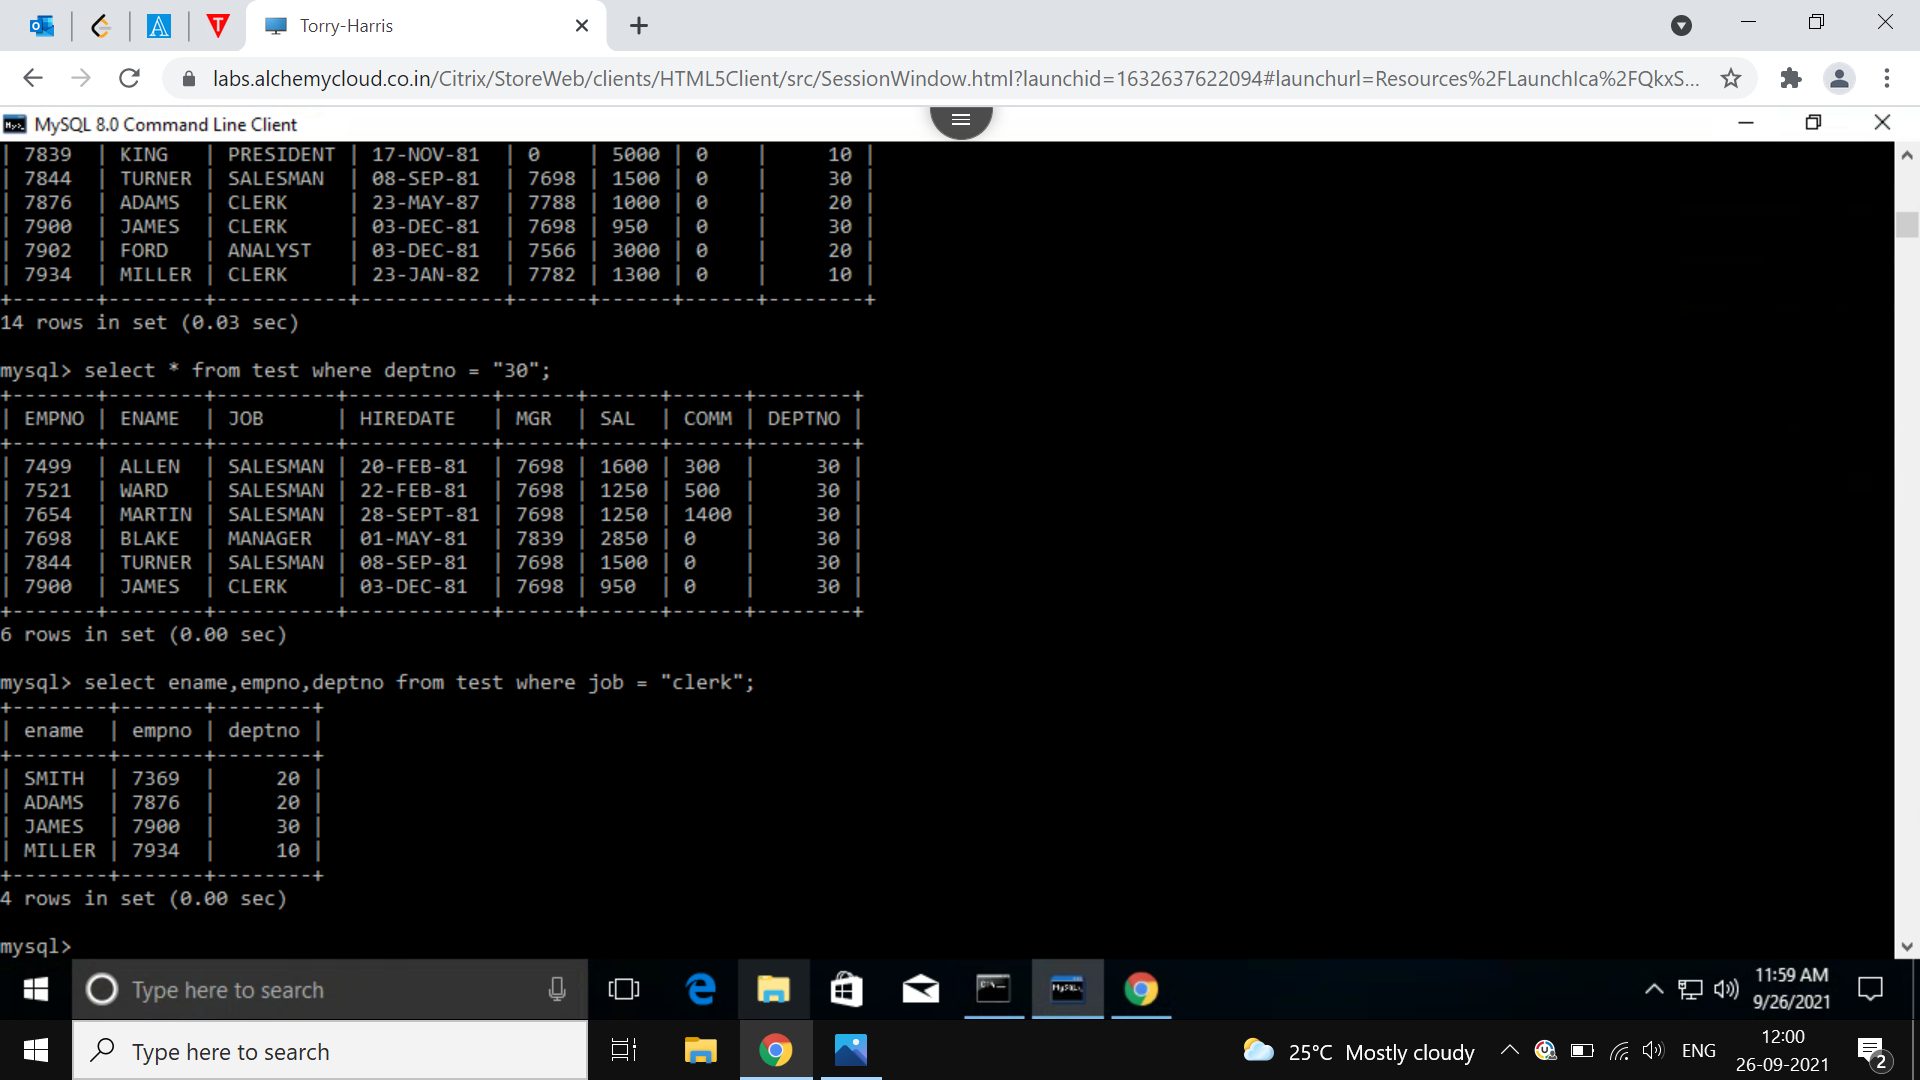 Torry-Harris
labs.alchemycloud.co.in/Citrix/StoreWeb/clients/HTML5Client/src/SessionWindow.html?launchid=1632637622094#launchurl=Resources%2FLaunchIca%2FQkxS...
MySQL 8.0 Command Line Client
| 7839  | KING   | PRESIDENT | 17-NOV-81  | 0    | 5000 | 0    |     10 |
| 7844  | TURNER | SALESMAN  | 08-SEP-81  | 7698 | 1500 | 0    |     30 |
| 7876  | ADAMS  | CLERK     | 23-MAY-87  | 7788 | 1000 | 0    |     20 |
| 7900  | JAMES  | CLERK     | 03-DEC-81  | 7698 | 950  | 0    |     30 |
| 7902  | FORD   | ANALYST   | 03-DEC-81  | 7566 | 3000 | 0    |     20 |
| 7934  | MILLER | CLERK     | 23-JAN-82  | 7782 | 1300 | 0    |     10 |
+-------+--------+-----------+------------+------+------+------+--------+
14 rows in set (0.03 sec)
mysql> select * from test where deptno = "30";
+-------+--------+----------+------------+------+------+------+--------+
| EMPNO | ENAME  | JOB      | HIREDATE   | MGR  | SAL  | COMM | DEPTNO |
+-------+--------+----------+------------+------+------+------+--------+
| 7499  | ALLEN  | SALESMAN | 20-FEB-81  | 7698 | 1600 | 300  |     30 |
| 7521  | WARD   | SALESMAN | 22-FEB-81  | 7698 | 1250 | 500  |     30 |
| 7654  | MARTIN | SALESMAN | 28-SEPT-81 | 7698 | 1250 | 1400 |     30 |
| 7698  | BLAKE  | MANAGER  | 01-MAY-81  | 7839 | 2850 | 0    |     30 |
| 7844  | TURNER | SALESMAN | 08-SEP-81  | 7698 | 1500 | 0    |     30 |
| 7900  | JAMES  | CLERK    | 03-DEC-81  | 7698 | 950  | 0    |     30 |
+-------+--------+----------+------------+------+------+------+--------+
6 rows in set (0.00 sec)
mysql> select ename,empno,deptno from test where job = "clerk";
+--------+-------+--------+
| ename  | empno | deptno |
+--------+-------+--------+
| SMITH  | 7369  |     20 |
| ADAMS  | 7876  |     20 |
| JAMES  | 7900  |     30 |
| MILLER | 7934  |     10 |
+--------+-------+--------+
4 rows in set (0.00 sec)
mysql>
Type here to search
11:59 AM
9/26/2021
Type here to search
25°C Mostly cloudy
ENG
12:00
26-09-2021
2